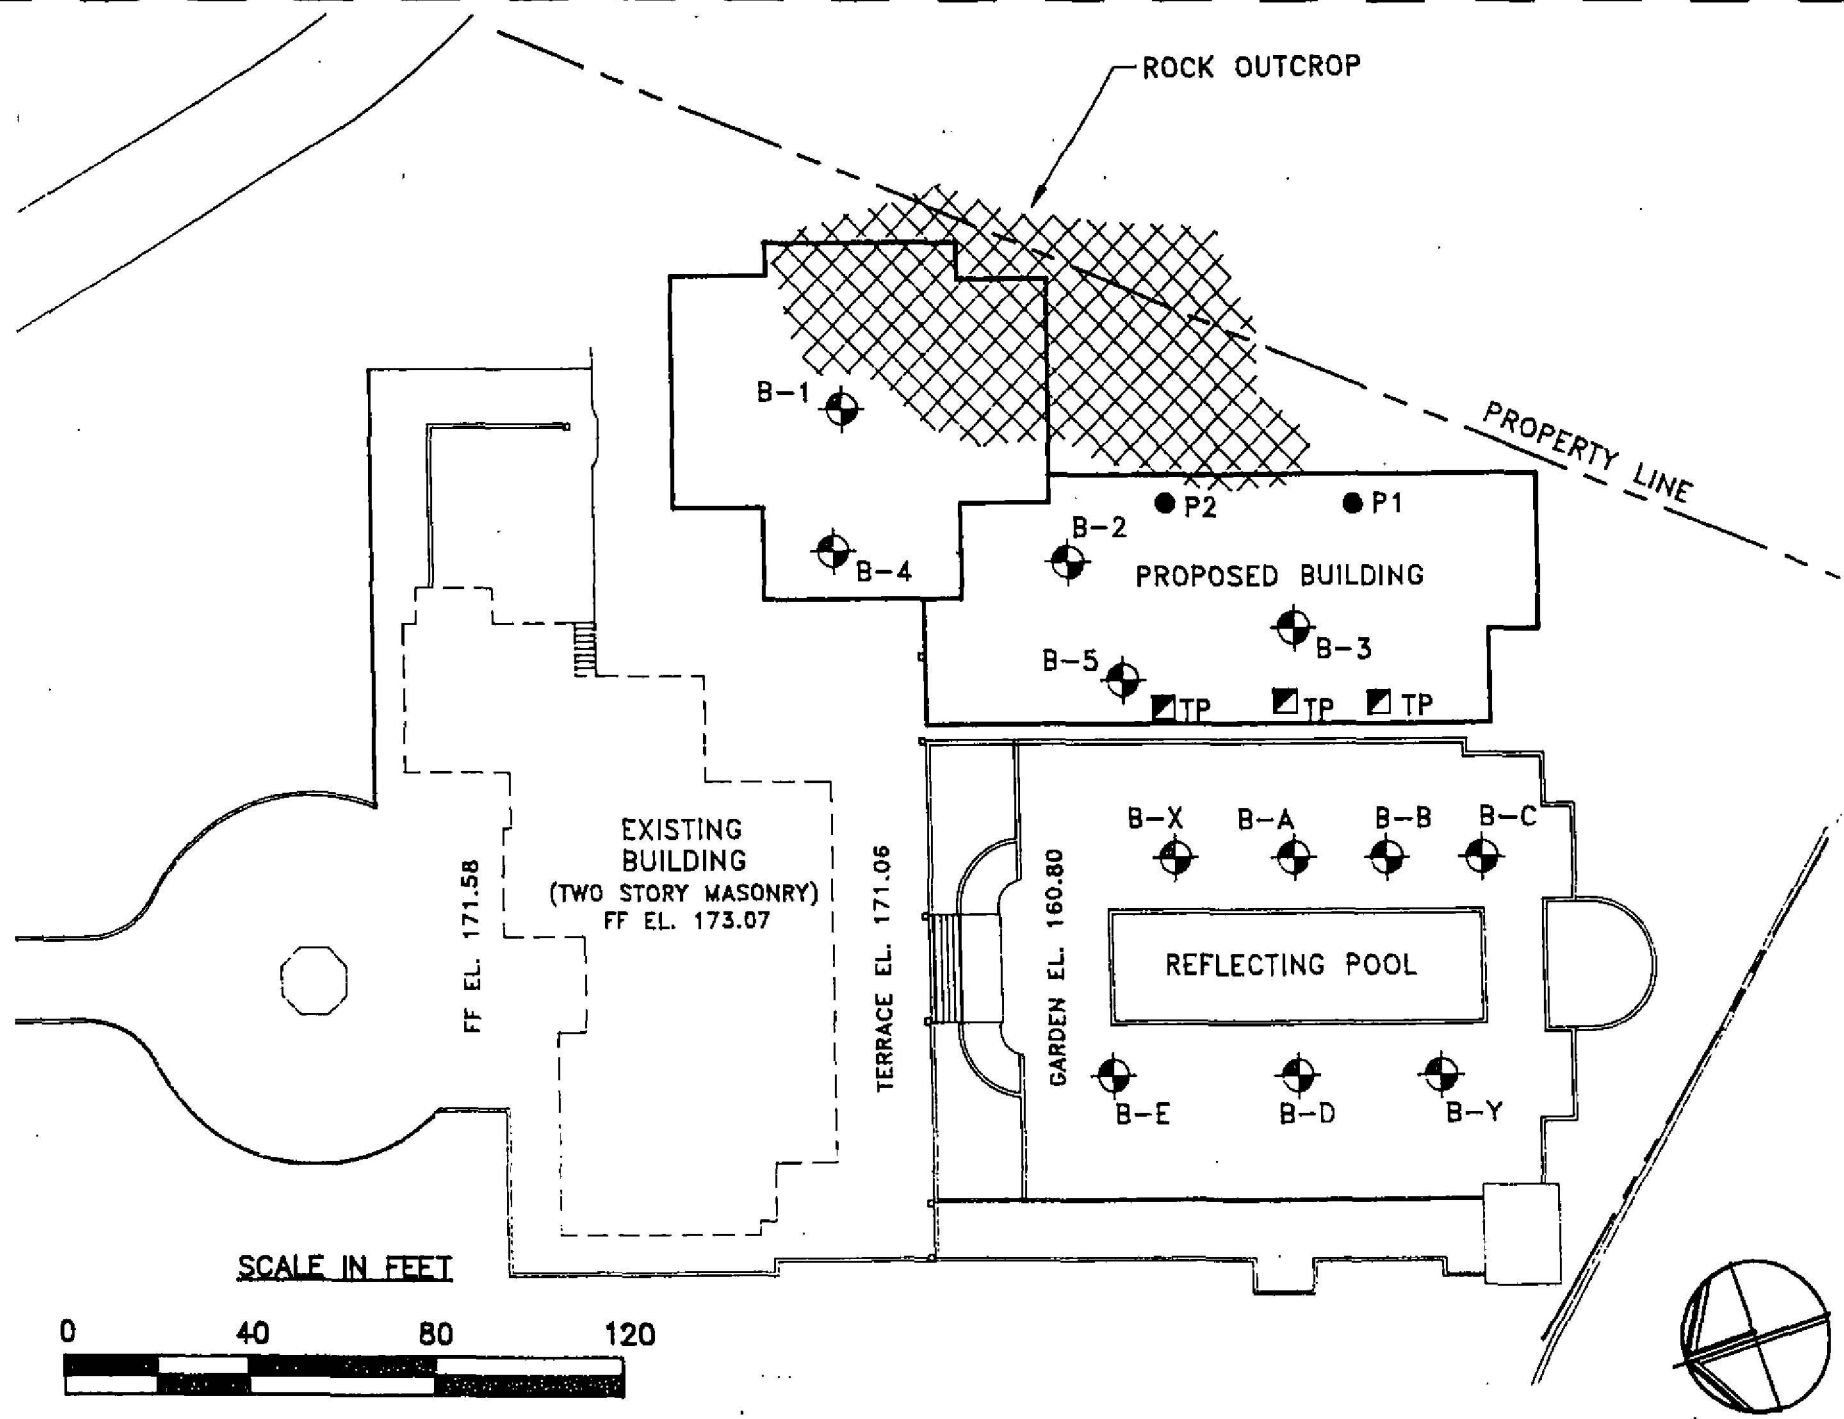 ROCK OUTCROP
PROPERTY LINE
B-1
P2
P1
B-2
B-4
PROPOSED BUILDING
B-3
B-5
TP
TP
TP
B-X
B-A
B-B
B-C
EXISTING
BUILDING
(TWO STORY MASONRY)
FF EL. 173.07
FF EL. 171.58
TERRACE EL. 171.06
GARDEN EL. 160.80
REFLECTING POOL
B-E
B-D
B-Y
SCALE IN FEET
0 40 80 120